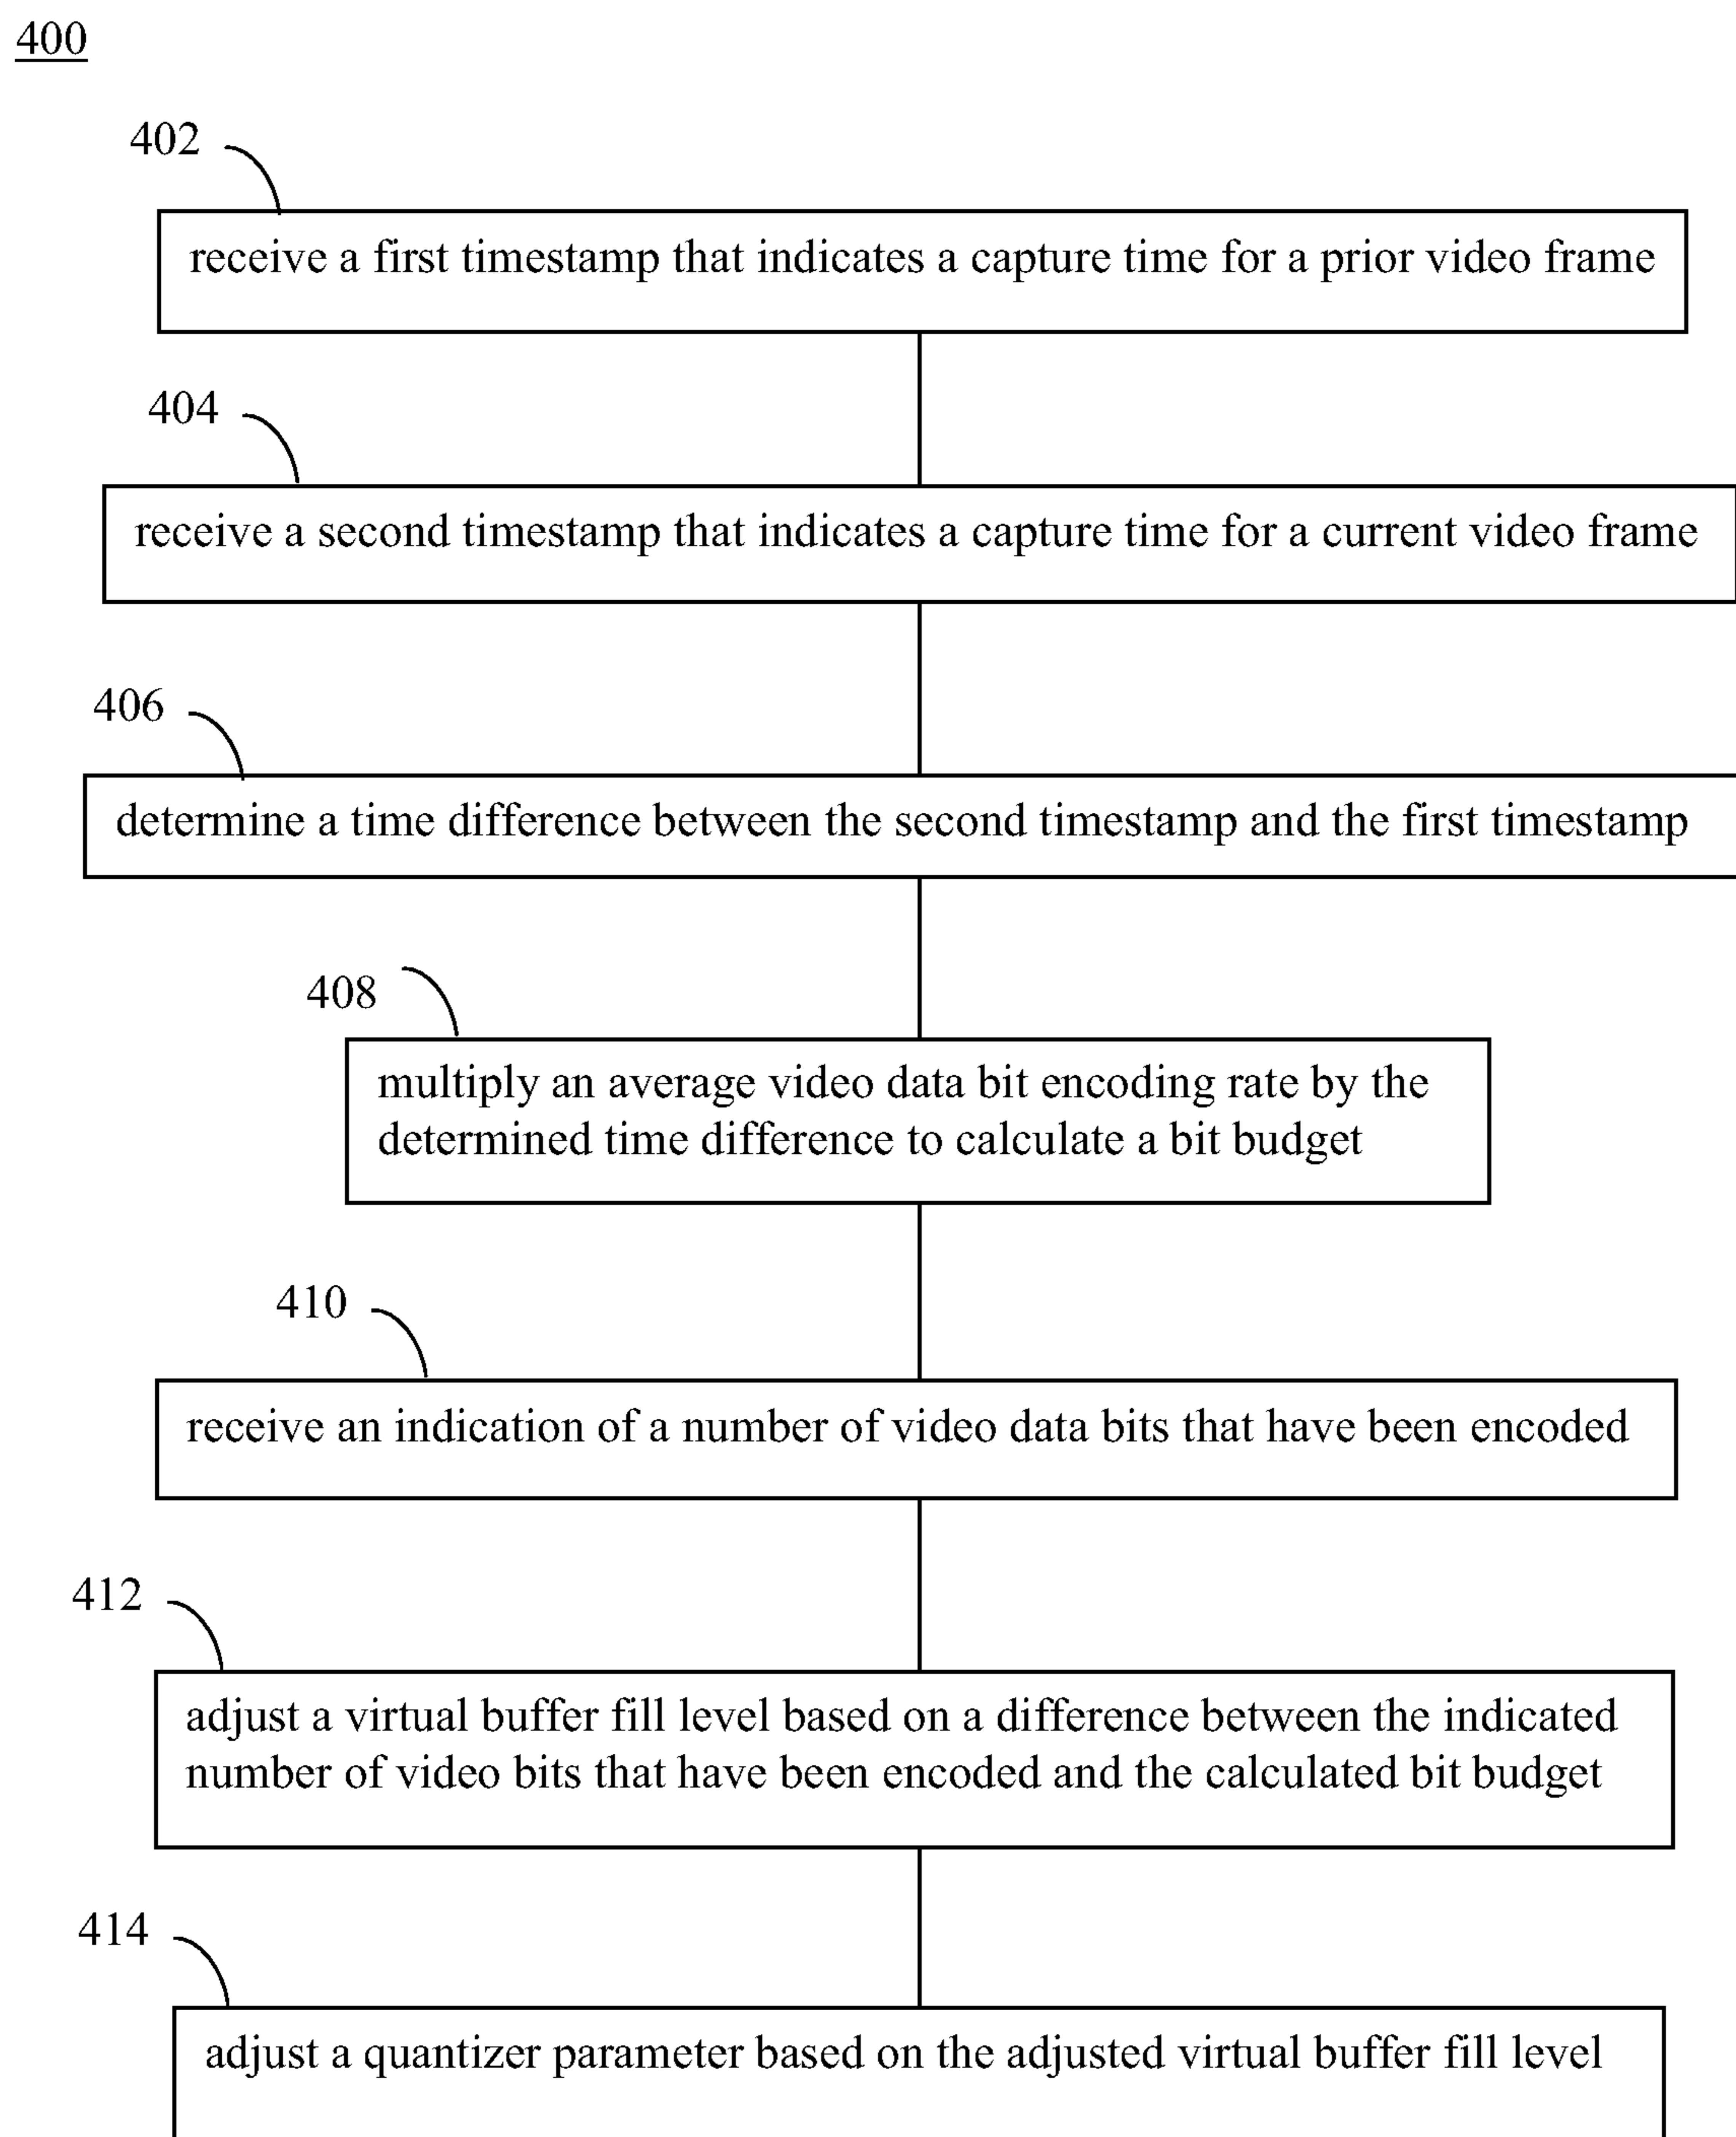 400
402
receive a first timestamp that indicates a capture time for a prior video frame
404
receive a second timestamp that indicates a capture time for a current video frame
406
determine a time difference between the second timestamp and the first timestamp
408
multiply an average video data bit encoding rate by the
determined time difference to calculate a bit budget
410
receive an indication of a number of video data bits that have been encoded
412
adjust a virtual buffer fill level based on a difference between the indicated
number of video bits that have been encoded and the calculated bit budget
414
adjust a quantizer parameter based on the adjusted virtual buffer fill level